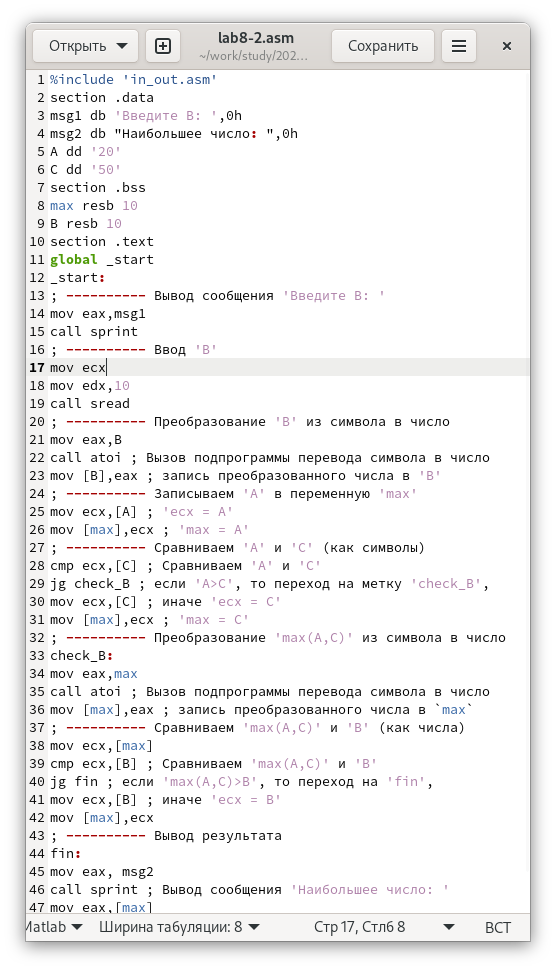 Открыть
lab8-2.asm
~/work/study/202…
Сохранить
1 %include 'in_out.asm'
2 section .data
3 msg1 db 'Введите В: ',0h
4 msg2 db "Наибольшее число: ",0h
5 A dd '20'
6 C dd '50'
7 section .bss
8 max resb 10
9 B resb 10
10 section .text
11 global _start
12 _start:
13 ; ---------- Вывод сообщения 'Введите В: '
14 mov eax,msg1
15 call sprint
16 ; ---------- Ввод 'В'
17 mov ecx
18 mov edx,10
19 call sread
20 ; ---------- Преобразование 'В' из символа в число
21 mov eax,B
22 call atoi ; Вызов подпрограммы перевода символа в число
23 mov [B],eax ; запись преобразованного числа в 'В'
24 ; ---------- Записываем 'А' в переменную 'max'
25 mov ecx,[A] ; 'ecx = A'
26 mov [max],ecx ; 'max = A'
27 ; ---------- Сравниваем 'А' и 'С' (как символы)
28 cmp ecx,[C] ; Сравниваем 'А' и 'С'
29 jg check_B ; если 'A>C', то переход на метку 'check_B',
30 mov ecx,[C] ; иначе 'ecx = C'
31 mov [max],ecx ; 'max = C'
32 ; ---------- Преобразование 'max(A,C)' из символа в число
33 check_B:
34 mov eax,max
35 call atoi ; Вызов подпрограммы перевода символа в число
36 mov [max],eax ; запись преобразованного числа в `max`
37 ; ---------- Сравниваем 'max(A,C)' и 'В' (как числа)
38 mov ecx,[max]
39 cmp ecx,[B] ; Сравниваем 'max(A,C)' и 'В'
40 jg fin ; если 'max(A,C)>B', то переход на 'fin',
41 mov ecx,[B] ; иначе 'ecx = B'
42 mov [max],ecx
43 ; ---------- Вывод результата
44 fin:
45 mov eax, msg2
46 call sprint ; Вывод сообщения 'Наибольшее число: '
47 mov eax,[max]
Matlab
Ширина табуляции: 8
Стр 17, Стлб 8
ВСТ